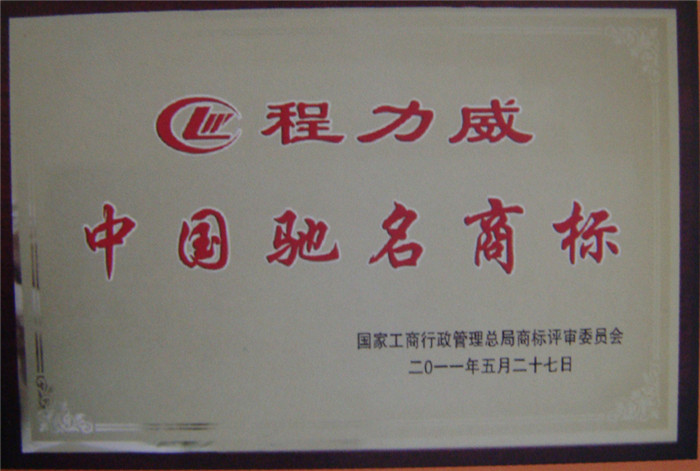 程力威
中国驰名商标
国家工商行政管理总局商标评审委员会
二0一一年五月二十七日